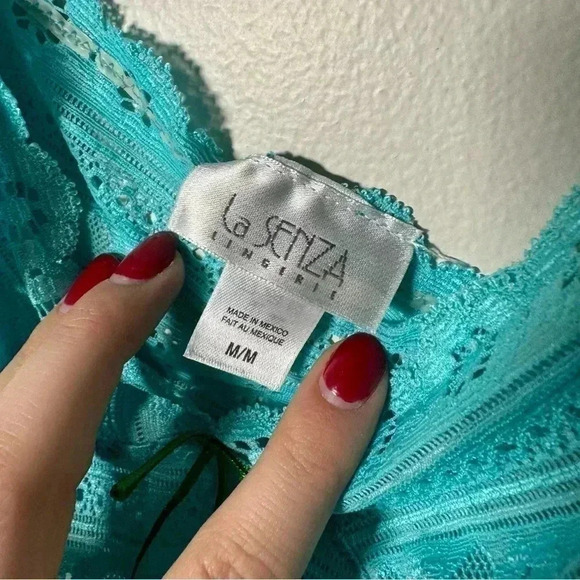 La SENZA
LINGERIE
MADE IN MEXICO
FAIT AU MEXIQUE
M/M